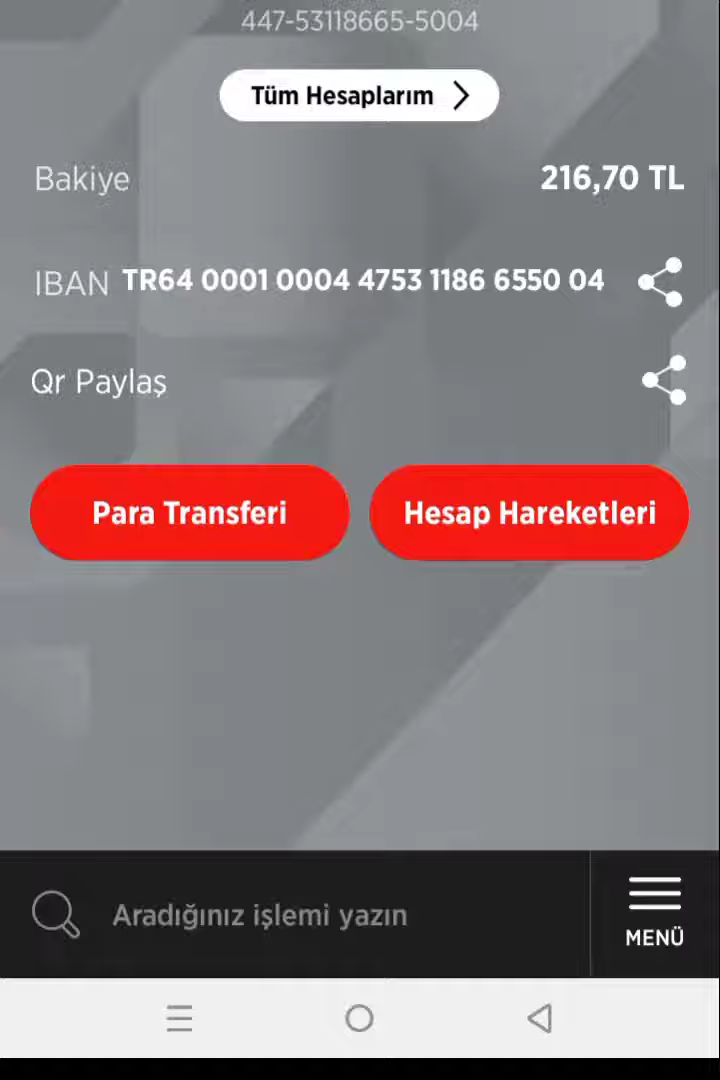 447-53118665-5004
Tüm Hesaplarım
Bakiye 216,70 TL
IBAN TR64 0001 0004 4753 1186 6550 04
Qr Paylaş
Para Transferi Hesap Hareketleri
Aradığınız işlemi yazın
MENÜ